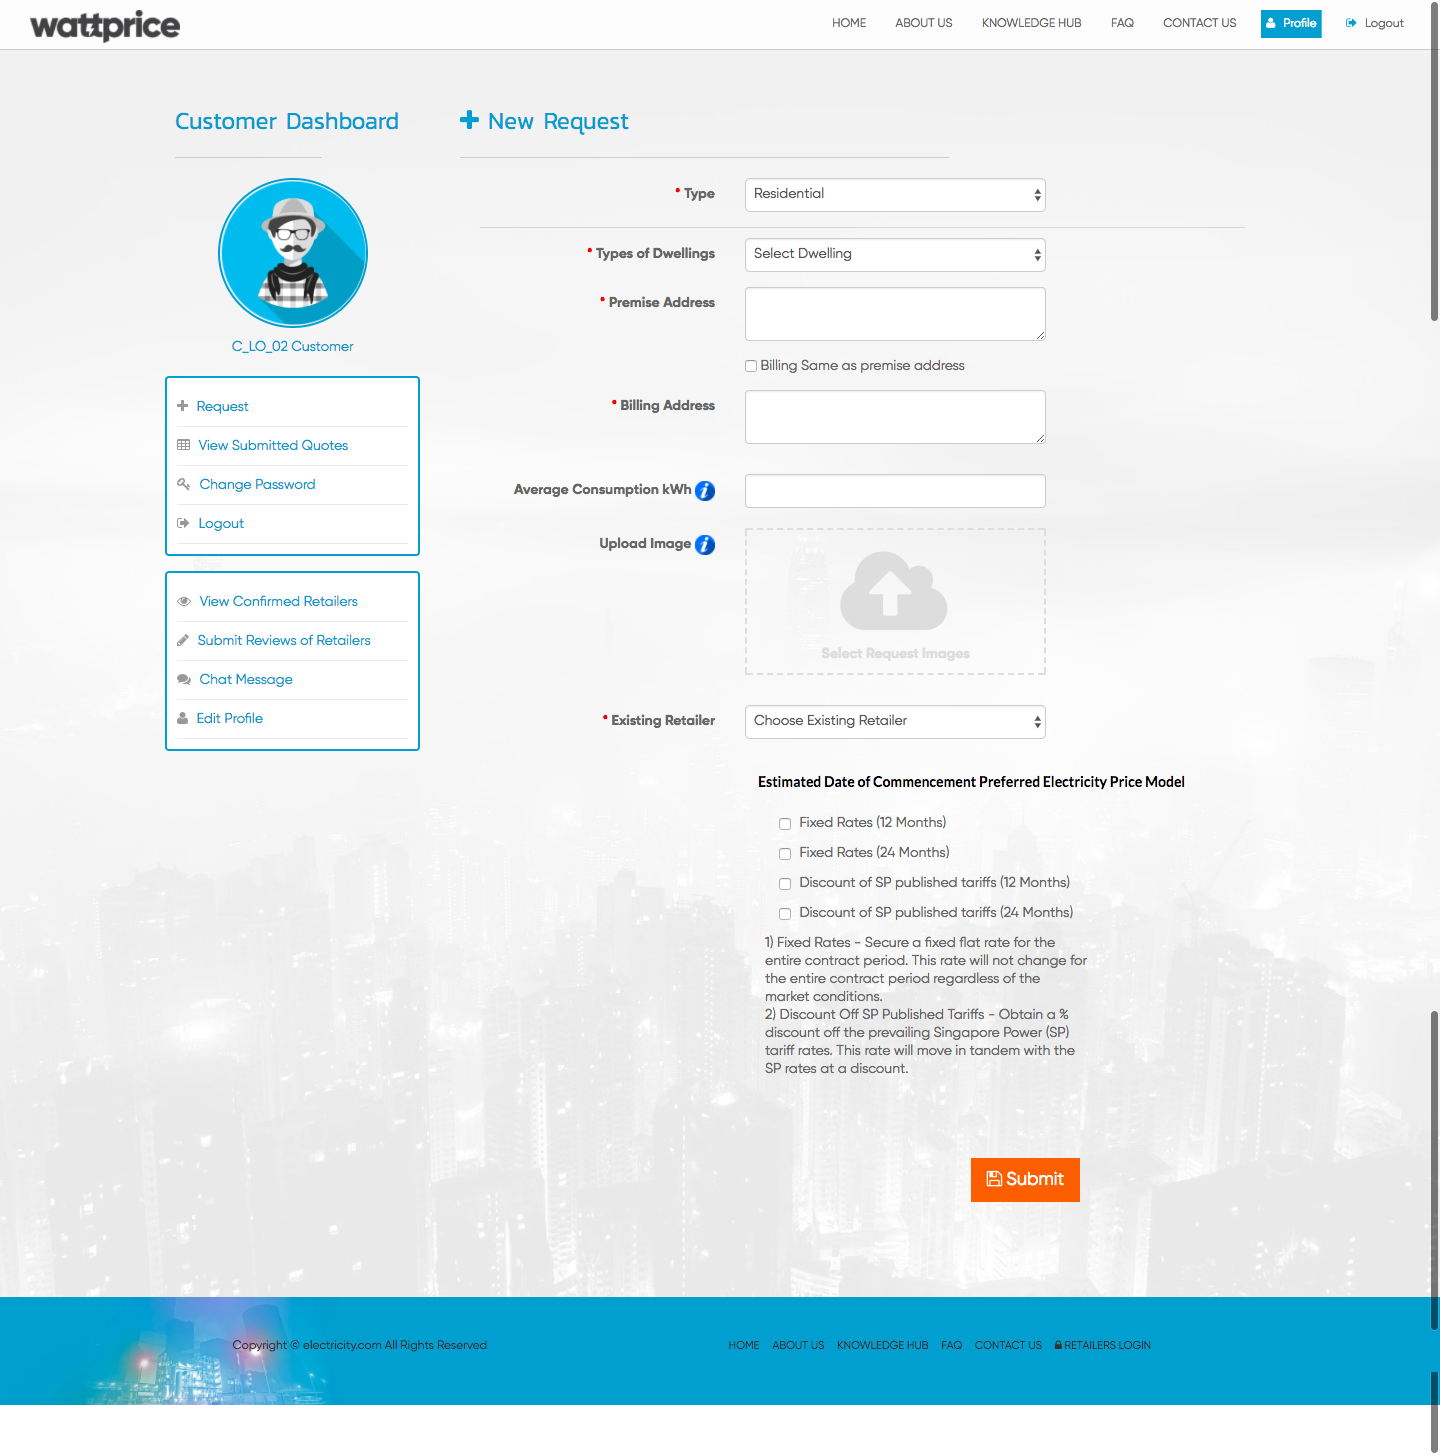 wattprice
HOME ABOUT US KNOWLEDGE HUB FAQ CONTACT US Profile Logout
Customer Dashboard
C_LO_02 Customer
Request
View Submitted Quotes
Change Password
Logout
View Confirmed Retailers
Submit Reviews of Retailers
Chat Message
Edit Profile
New Request
* Type Residential
* Types of Dwellings Select Dwelling
* Premise Address
Billing Same as premise address
* Billing Address
Average Consumption kWh i
Upload Image i
Select Request Images
* Existing Retailer Choose Existing Retailer
Estimated Date of Commencement Preferred Electricity Price Model
Fixed Rates (12 Months)
Fixed Rates (24 Months)
Discount of SP published tariffs (12 Months)
Discount of SP published tariffs (24 Months)
1) Fixed Rates - Secure a fixed flat rate for the
entire contract period. This rate will not change for
the entire contract period regardless of the
market conditions.
2) Discount Off SP Published Tariffs - Obtain a %
discount off the prevailing Singapore Power (SP)
tariff rates. This rate will move in tandem with the
SP rates at a discount.
Submit
Copyright © electricity.com All Rights Reserved
HOME ABOUT US KNOWLEDGE HUB FAQ CONTACT US RETAILERS LOGIN